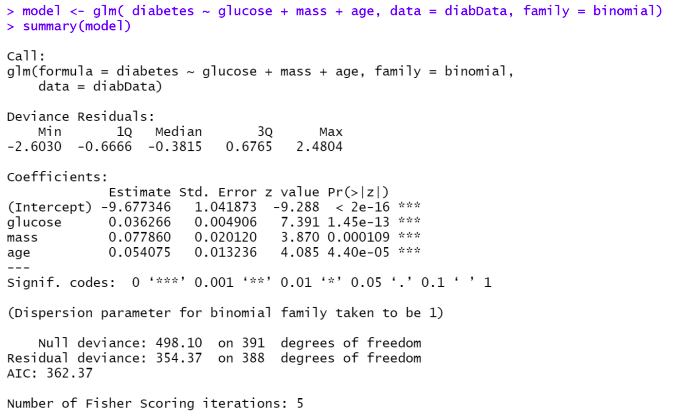 > model <- glm( diabetes ~ glucose + mass + age, data = diabData, family = binomial)
> summary(model)
Call:
glm(formula = diabetes ~ glucose + mass + age, family = binomial,
    data = diabData)
Deviance Residuals:
    Min      1Q  Median      3Q     Max
-2.6030 -0.6666 -0.3815  0.6765  2.4804
Coefficients:
             Estimate Std. Error z value Pr(>|z|)
(Intercept) -9.677346   1.041873  -9.288  < 2e-16 ***
glucose      0.036266   0.004906   7.391 1.45e-13 ***
mass         0.077860   0.020120   3.870 0.000109 ***
age          0.054075   0.013236   4.085 4.40e-05 ***
---
Signif. codes:  0 ‘***’ 0.001 ‘**’ 0.01 ‘*’ 0.05 ‘.’ 0.1 ‘ ’ 1
(Dispersion parameter for binomial family taken to be 1)
    Null deviance: 498.10  on 391  degrees of freedom
Residual deviance: 354.37  on 388  degrees of freedom
AIC: 362.37
Number of Fisher Scoring iterations: 5